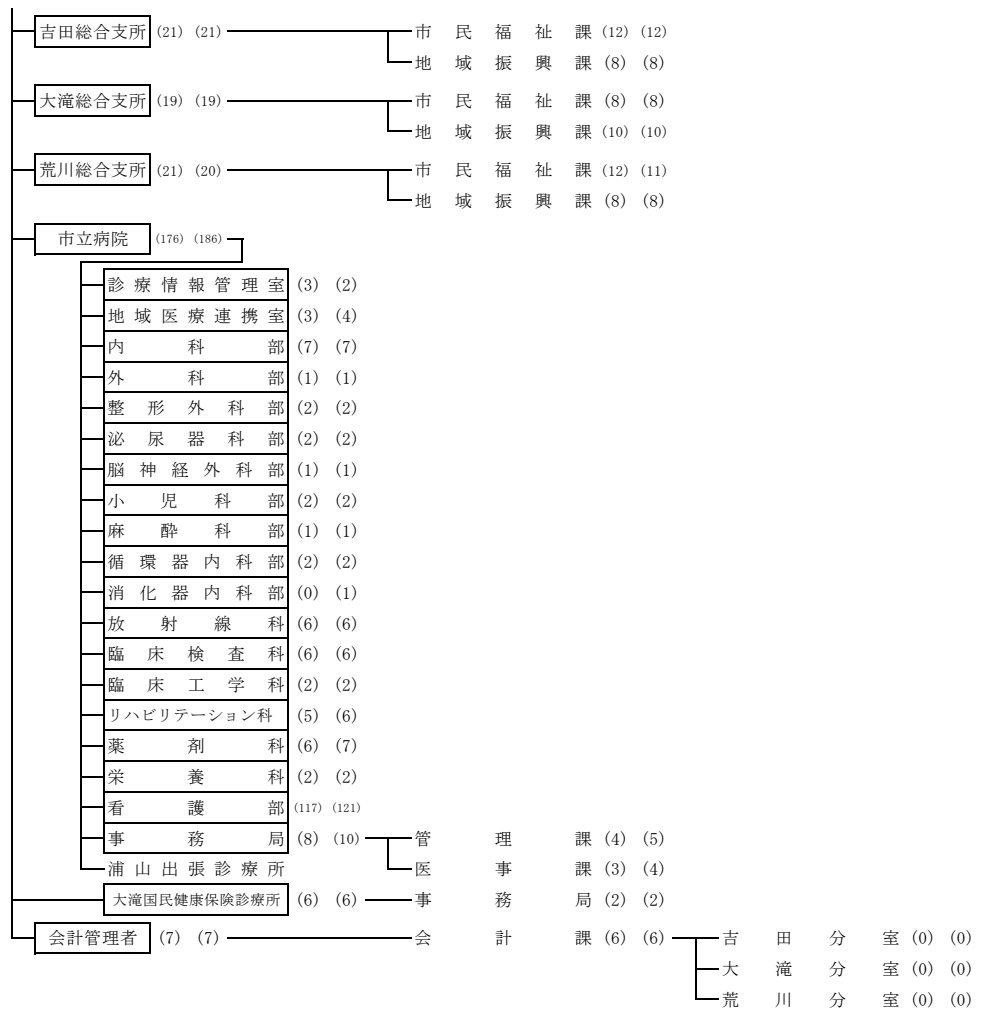 吉田総合支所 (21) (21) 市民福祉課 (12) (12)
地域振興課 (8) (8)
大滝総合支所 (19) (19) 市民福祉課 (8) (8)
地域振興課 (10) (10)
荒川総合支所 (21) (20) 市民福祉課 (12) (11)
地域振興課 (8) (8)
市立病院 (176) (186)
診療情報管理室 (3) (2)
地域医療連携室 (3) (4)
内科部 (7) (7)
外科部 (1) (1)
整形外科部 (2) (2)
泌尿器科部 (2) (2)
脳神経外科部 (1) (1)
小児科部 (2) (2)
麻酔科部 (1) (1)
循環器内科部 (2) (2)
消化器内科部 (0) (1)
放射線科 (6) (6)
臨床検査科 (6) (6)
臨床工学科 (2) (2)
リハビリテーション科 (5) (6)
薬剤科 (6) (7)
栄養科 (2) (2)
看護部 (117) (121)
事務局 (8) (10) 管理課 (4) (5)
浦山出張診療所 医事課 (3) (4)
大滝国民健康保険診療所 (6) (6) 事務局 (2) (2)
会計管理者 (7) (7) 会計課 (6) (6) 吉田分室 (0) (0)
大滝分室 (0) (0)
荒川分室 (0) (0)